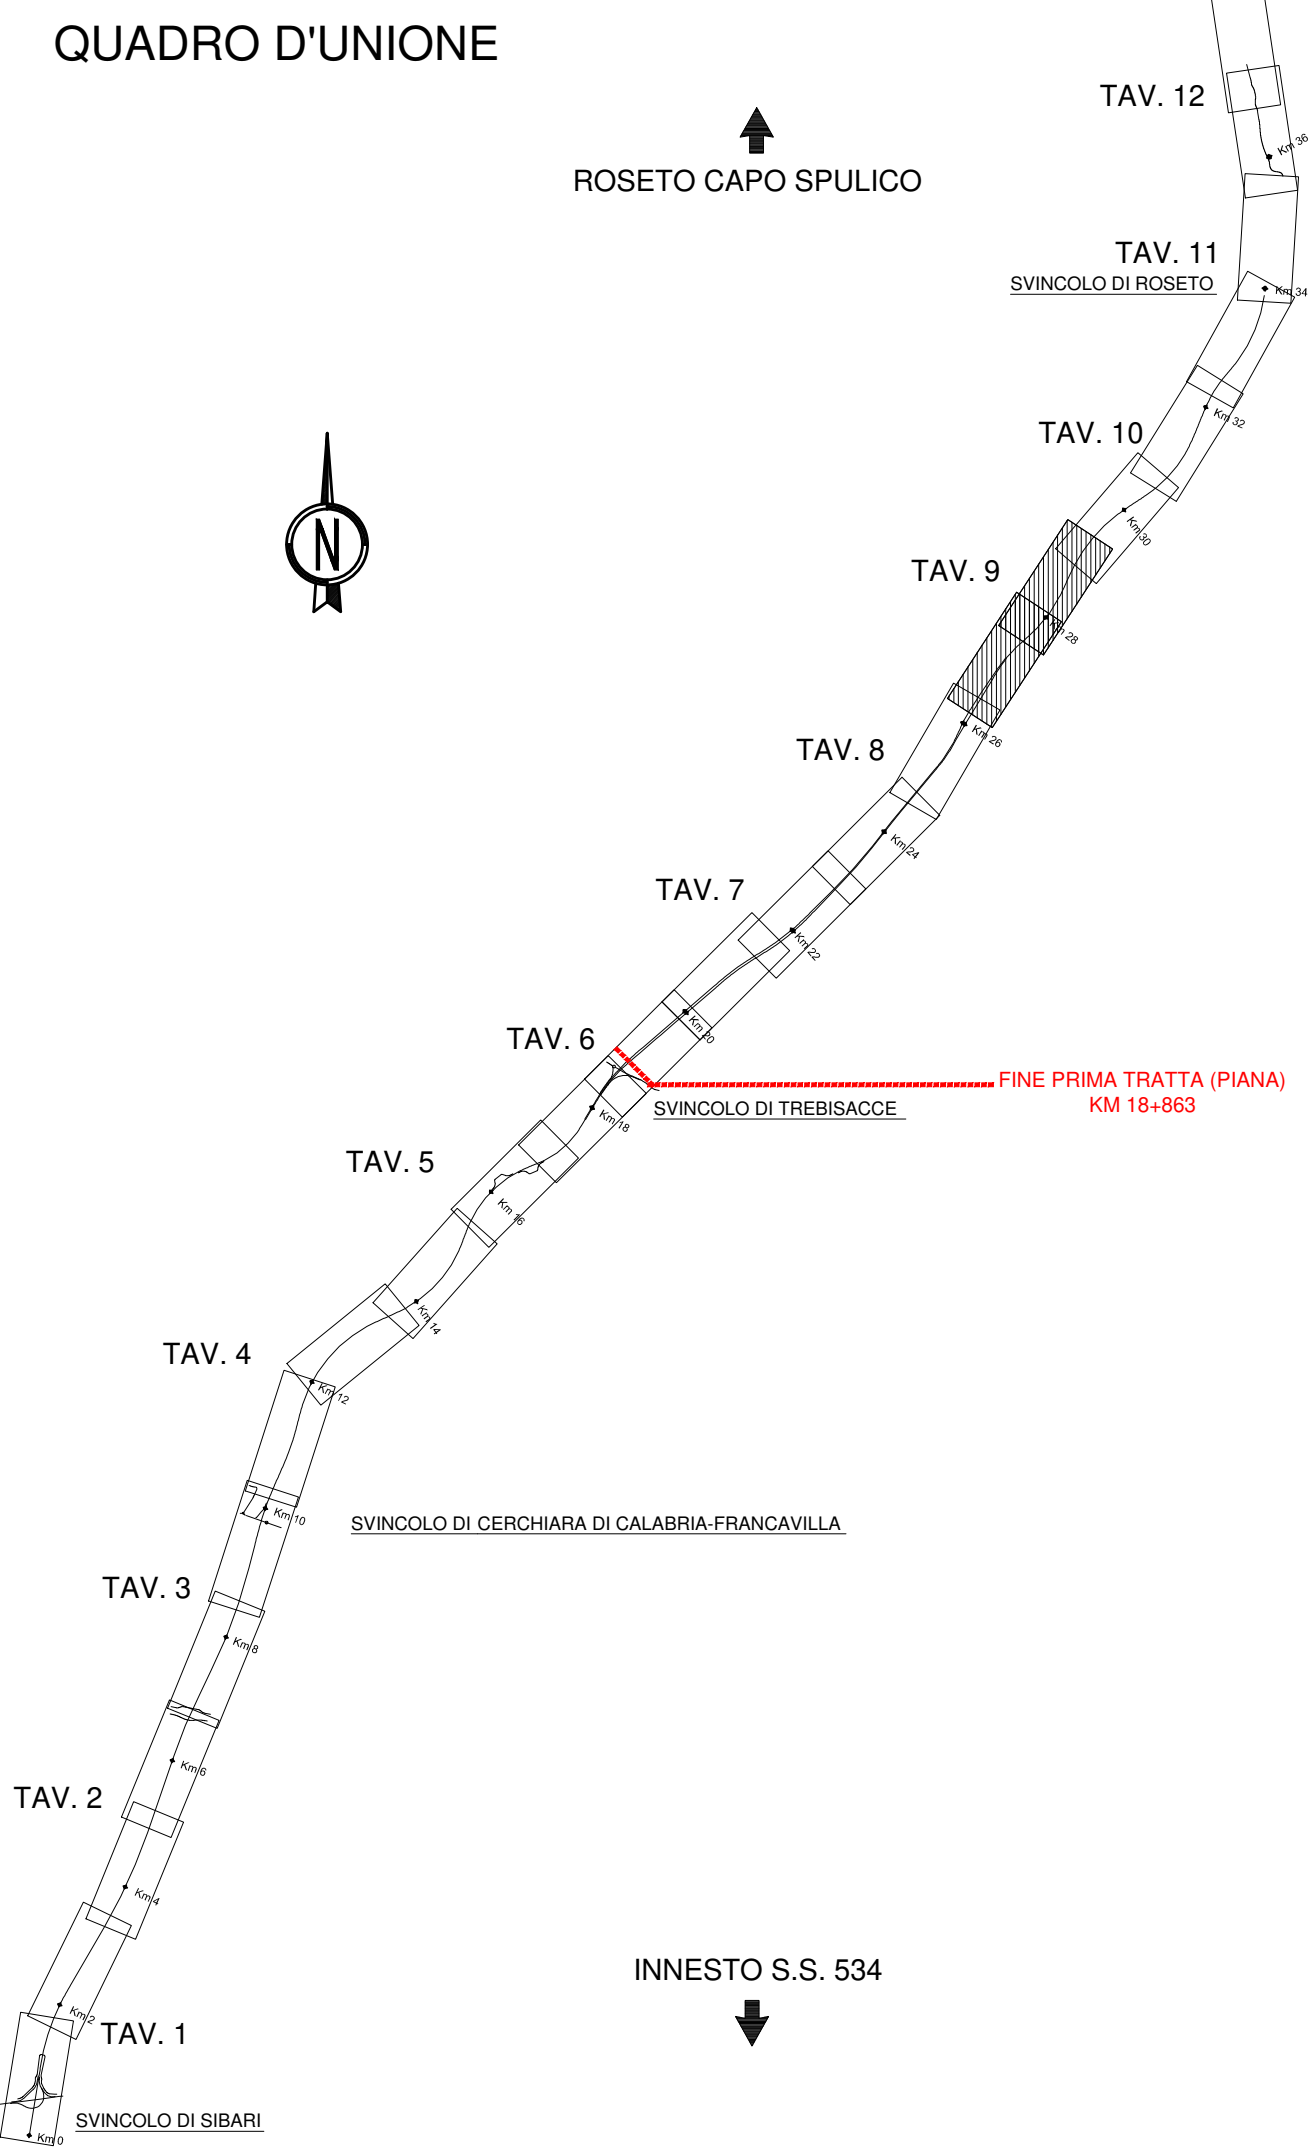 QUADRO D'UNIONE
TAV. 12
Km 36
ROSETO CAPO SPULICO
TAV. 11
SVINCOLO DI ROSETO
Km 34
Km 32
TAV. 10
N
Km 30
TAV. 9
Km 28
Km 26
TAV. 8
Km 24
TAV. 7
Km 22
Km 20
TAV. 6
FINE PRIMA TRATTA (PIANA)
KM 18+863
SVINCOLO DI TREBISACCE
Km 18
TAV. 5
Km 16
Km 14
TAV. 4
Km 12
Km 10
SVINCOLO DI CERCHIARA DI CALABRIA-FRANCAVILLA
TAV. 3
Km 8
Km 6
TAV. 2
Km 4
INNESTO S.S. 534
Km 2
TAV. 1
SVINCOLO DI SIBARI
Km 0